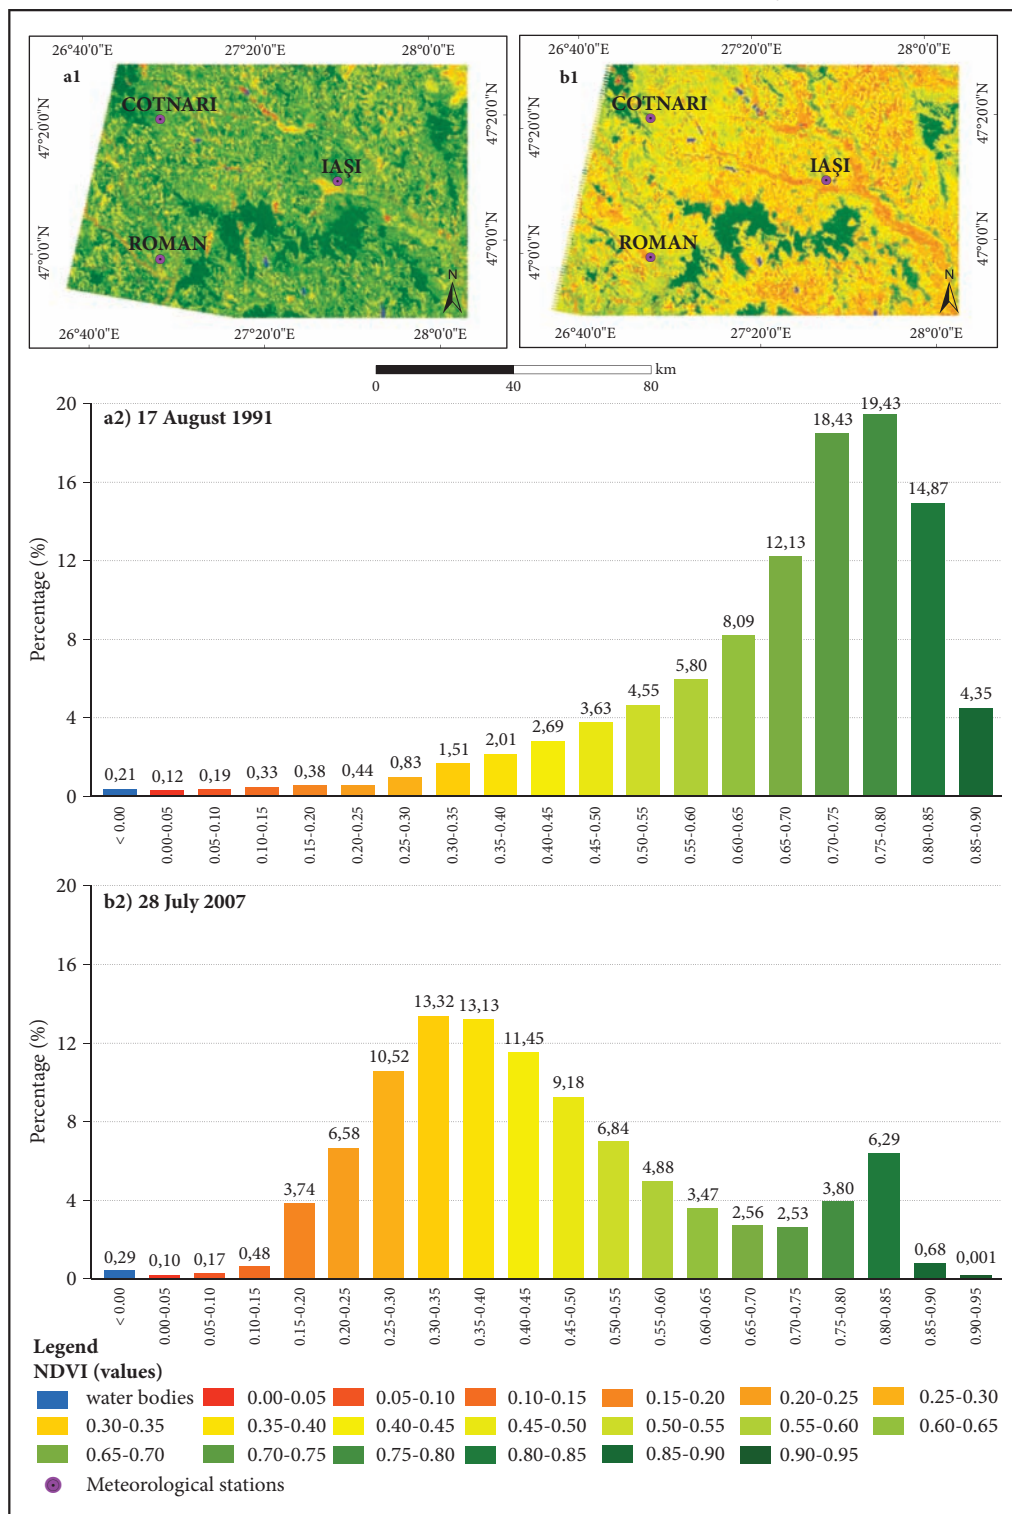 26°40'0"E 27°20'0"E 28°0'0"E
a1
COTNARI
IAŞI
ROMAN
N
47°20'0"N
47°0'0"N
47°20'0"N
47°0'0"N
26°40'0"E 27°20'0"E 28°0'0"E
26°40'0"E 27°20'0"E 28°0'0"E
b1
COTNARI
IAŞI
ROMAN
N
47°20'0"N
47°0'0"N
47°20'0"N
47°0'0"N
26°40'0"E 27°20'0"E 28°0'0"E
km
0 40 80
a2) 17 August 1991
Percentage (%)
20
16
12
8
4
0
0,21 0,12 0,19 0,33 0,38 0,44 0,83 1,51 2,01 2,69 3,63 4,55 5,80 8,09 12,13 18,43 19,43 14,87 4,35
< 0.00 0.00-0.05 0.05-0.10 0.10-0.15 0.15-0.20 0.20-0.25 0.25-0.30 0.30-0.35 0.35-0.40 0.40-0.45 0.45-0.50 0.50-0.55 0.55-0.60 0.60-0.65 0.65-0.70 0.70-0.75 0.75-0.80 0.80-0.85 0.85-0.90
b2) 28 July 2007
Percentage (%)
20
16
12
8
4
0
0,29 0,10 0,17 0,48 3,74 6,58 10,52 13,32 13,13 11,45 9,18 6,84 4,88 3,47 2,56 2,53 3,80 6,29 0,68 0,001
< 0.00 0.00-0.05 0.05-0.10 0.10-0.15 0.15-0.20 0.20-0.25 0.25-0.30 0.30-0.35 0.35-0.40 0.40-0.45 0.45-0.50 0.50-0.55 0.55-0.60 0.60-0.65 0.65-0.70 0.70-0.75 0.75-0.80 0.80-0.85 0.85-0.90 0.90-0.95
Legend
NDVI (values)
water bodies 0.00-0.05 0.05-0.10 0.10-0.15 0.15-0.20 0.20-0.25 0.25-0.30
0.30-0.35 0.35-0.40 0.40-0.45 0.45-0.50 0.50-0.55 0.55-0.60 0.60-0.65
0.65-0.70 0.70-0.75 0.75-0.80 0.80-0.85 0.85-0.90 0.90-0.95
Meteorological stations